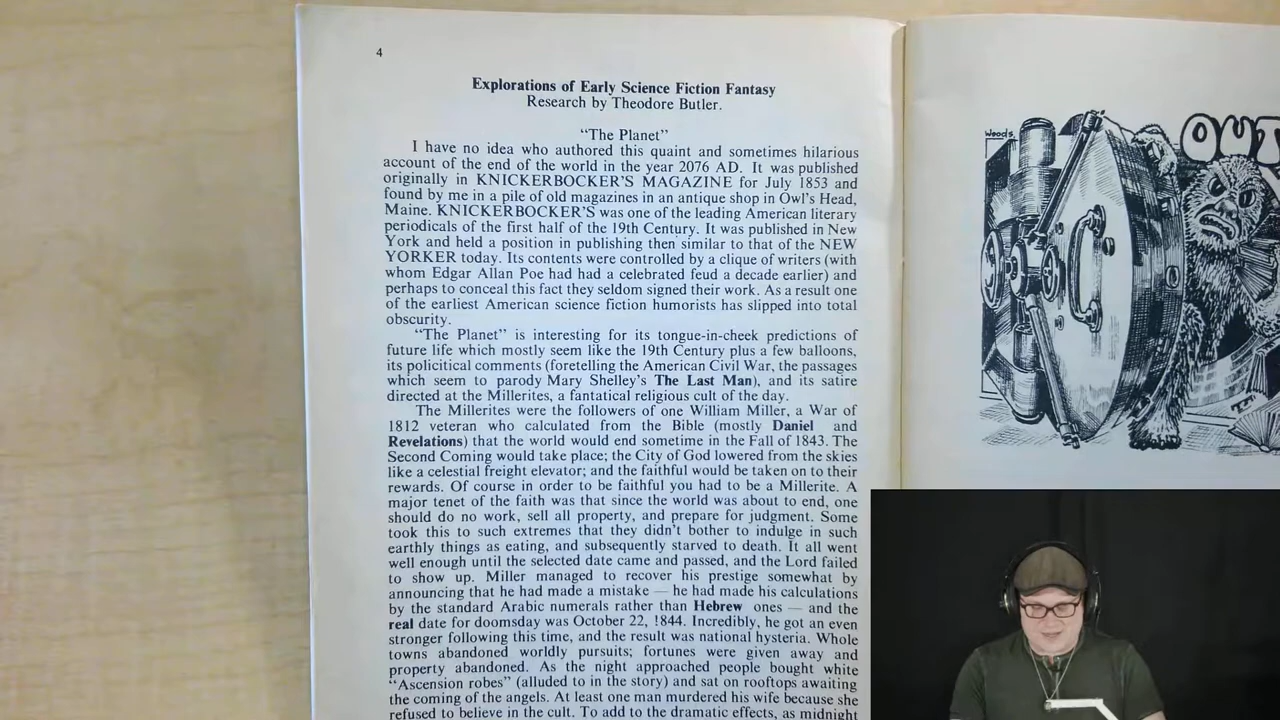 4
Explorations of Early Science Fiction Fantasy
Research by Theodore Butler.
“The Planet”
I have no idea who authored this quaint and sometimes hilarious
account of the end of the world in the year 2076 AD. It was published
originally in KNICKERBOCKER'S MAGAZINE for July 1853 and
found by me in a pile of old magazines in an antique shop in Owl's Head,
Maine. KNICKERBOCKER'S was one of the leading American literary
periodicals of the first half of the 19th Century. It was published in New
York and held a position in publishing then similar to that of the NEW
YORKER today. Its contents were controlled by a clique of writers (with
whom Edgar Allan Poe had had a celebrated feud a decade earlier) and
perhaps to conceal this fact they seldom signed their work. As a result one
of the earliest American science fiction humorists has slipped into total
obscurity.
“The Planet” is interesting for its tongue-in-cheek predictions of
future life which mostly seem like the 19th Century plus a few balloons,
its policitical comments (foretelling the American Civil War, the passages
which seem to parody Mary Shelley's The Last Man), and its satire
directed at the Millerites, a fantatical religious cult of the day.
The Millerites were the followers of one William Miller, a War of
1812 veteran who calculated from the Bible (mostly Daniel and
Revelations) that the world would end sometime in the Fall of 1843. The
Second Coming would take place; the City of God lowered from the skies
like a celestial freight elevator; and the faithful would be taken on to their
rewards. Of course in order to be faithful you had to be a Millerite. A
major tenet of the faith was that since the world was about to end, one
should do no work, sell all property, and prepare for judgment. Some
took this to such extremes that they didn't bother to indulge in such
earthly things as eating, and subsequently starved to death. It all went
well enough until the selected date came and passed, and the Lord failed
to show up. Miller managed to recover his prestige somewhat by
announcing that he had made a mistake — he had made his calculations
by the standard Arabic numerals rather than Hebrew ones — and the
real date for doomsday was October 22, 1844. Incredibly, he got an even
stronger following this time, and the result was national hysteria. Whole
towns abandoned worldly pursuits; fortunes were given away and
property abandoned. As the night approached people bought white
“Ascension robes” (alluded to in the story) and sat on rooftops awaiting
the coming of the angels. At least one man murdered his wife because she
refused to believe in the cult. To add to the dramatic effects, as midnight
Woods
OUT